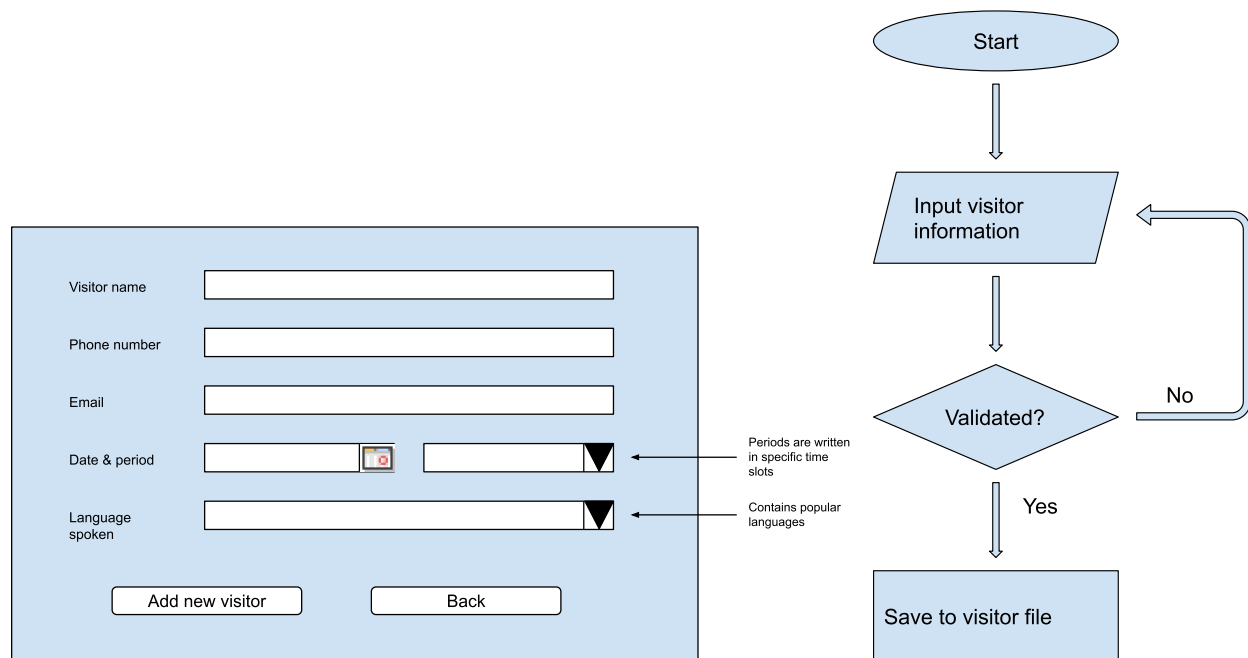 Visitor name
Phone number
Email
Date & period
Language
spoken
Add new visitor
Back
Periods are written
in specific time
slots
Contains popular
languages
Start
Input visitor
information
Validated?
No
Yes
Save to visitor file